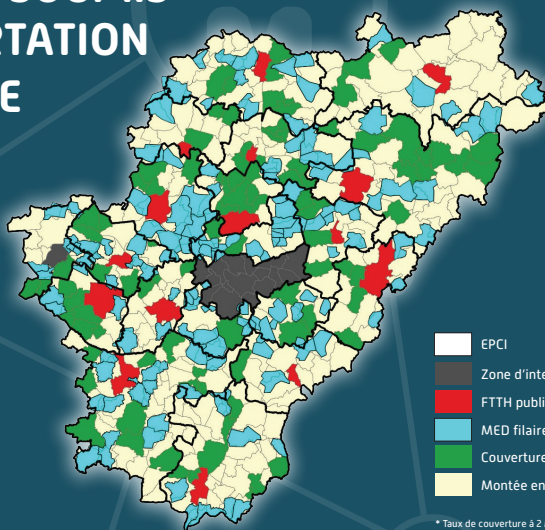 RTATION
E
EPCI
Zone d'inte
FTTH publi
MED filaire
Couverture
Montée en
* Taux de couverture à 2